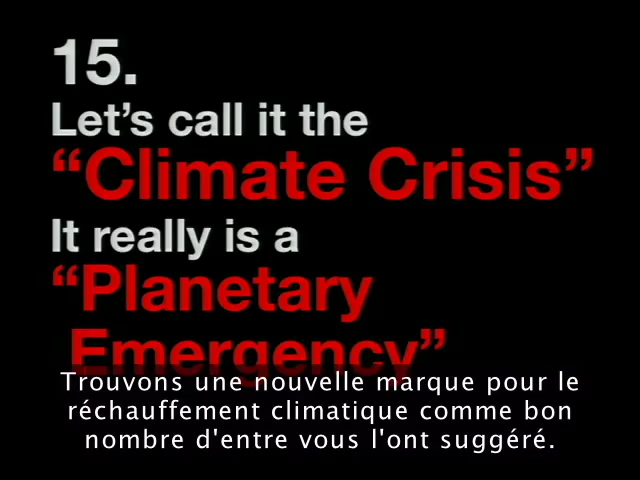 15.
Let's call it the
“Climate Crisis”
It really is a
“Planetary
Emergency”
Trouvons une nouvelle marque pour le
réchauffement climatique comme bon
nombre d'entre vous l'ont suggéré.